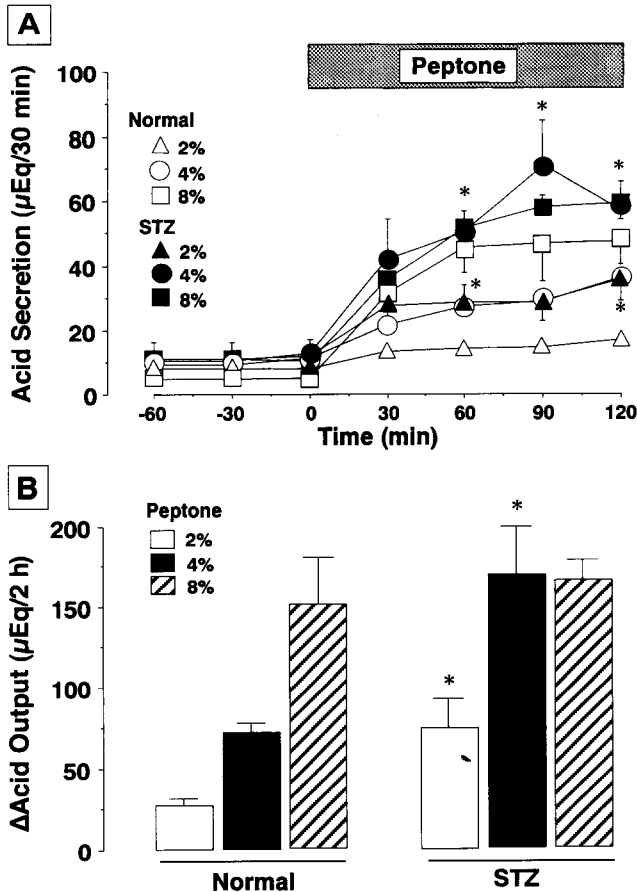 A
Peptone
Acid Secretion (µEq/30 min)
100
80
60
40
20
0
Normal
2%
4%
8%
STZ
2%
4%
8%
*
*
*
*
*
-60 -30 0 30 60 90 120
Time (min)
B
ΔAcid Output (µEq/2 h)
200
150
100
50
0
Peptone
2%
4%
8%
*
*
Normal STZ